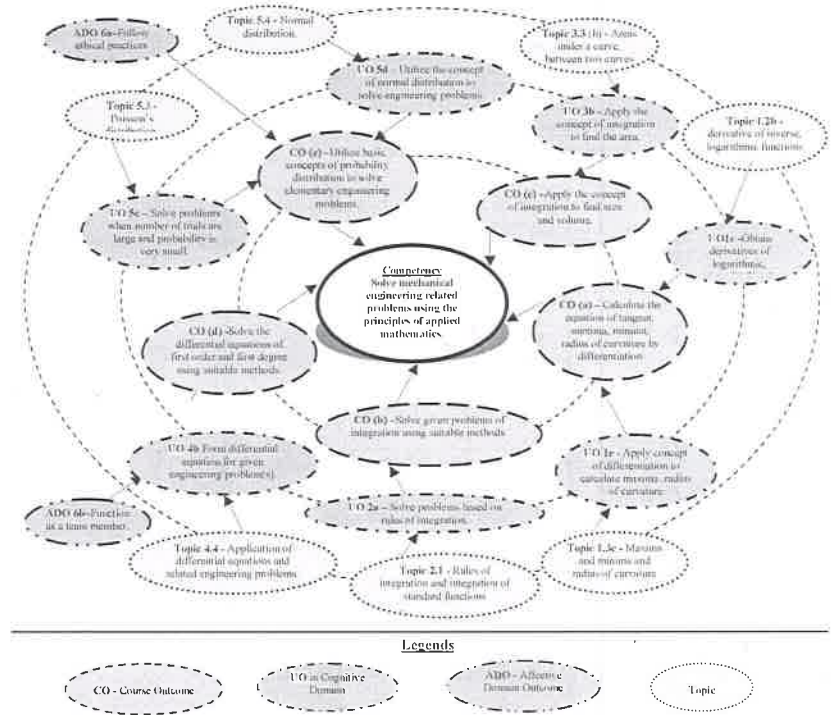 ADO 6a-Follow
ethical practices
Topic 5.4 - Normal
distribution.
Topic 3.3 - Area
under a curve,
between two curves
UO 5d - Utilize the concept
of normal distribution to
solve engineering problems
Topic 5.3 -
Poisson's
distribution
UO 3b - Apply the
concept of integration
to find the area.
Topic 1.2b -
derivative of inverse,
logarithmic functions
CO (e) - Utilize basic
concepts of probability
distribution to solve
elementary engineering
problems.
CO (c) -Apply the concept
of integration to find area
and volume.
UO 5c - Solve problems
when number of trials are
large and probability is
very small.
UO1c -Obtain
derivatives of
logarithmic,
Competency
Solve mechanical
engineering related
problems using the
principles of applied
mathematics
CO (a) - Calculate the
equation of tangent,
maxima, minima,
radius of curvature by
differentiation
CO (d) -Solve the
differential equations of
first order and first degree
using suitable methods.
CO (b) - Solve given problems of
integration using suitable methods
UO 4b Form differential
equation for given
engineering problem(s).
UO 1e - Apply concept
of differentiation to
calculate maxima, radius
of curvature.
ADO 6b-Function
as a team member.
UO 2a - Solve problems based on
rules of integration.
Topic 4.4 - Application of
differential equations and
related engineering problems
Topic 2.1 - Rules of
integration and integration of
standard functions
Topic 1.3c - Maxima
and minima and
radius of curvature
Legends
CO - Course Outcome
UO in Cognitive
Domain
ADO - Affective
Domain Outcome
Topic